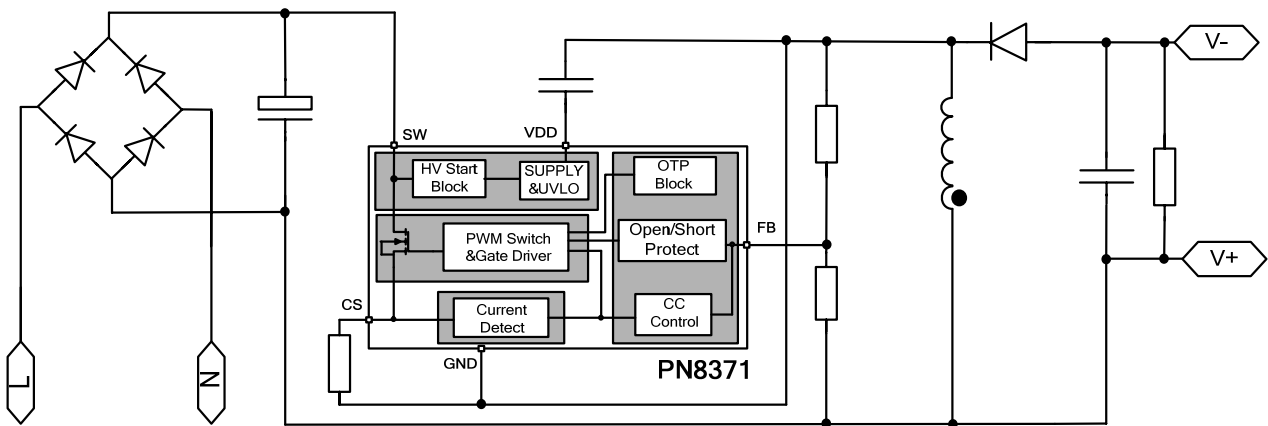 V-
SW
VDD
HV Start
Block
SUPPLY
&UVLO
OTP
Block
FB
PWM Switch
&Gate Driver
Open/Short
Protect
V+
CS
Current
Detect
CC
Control
GND
PN8371
L
N